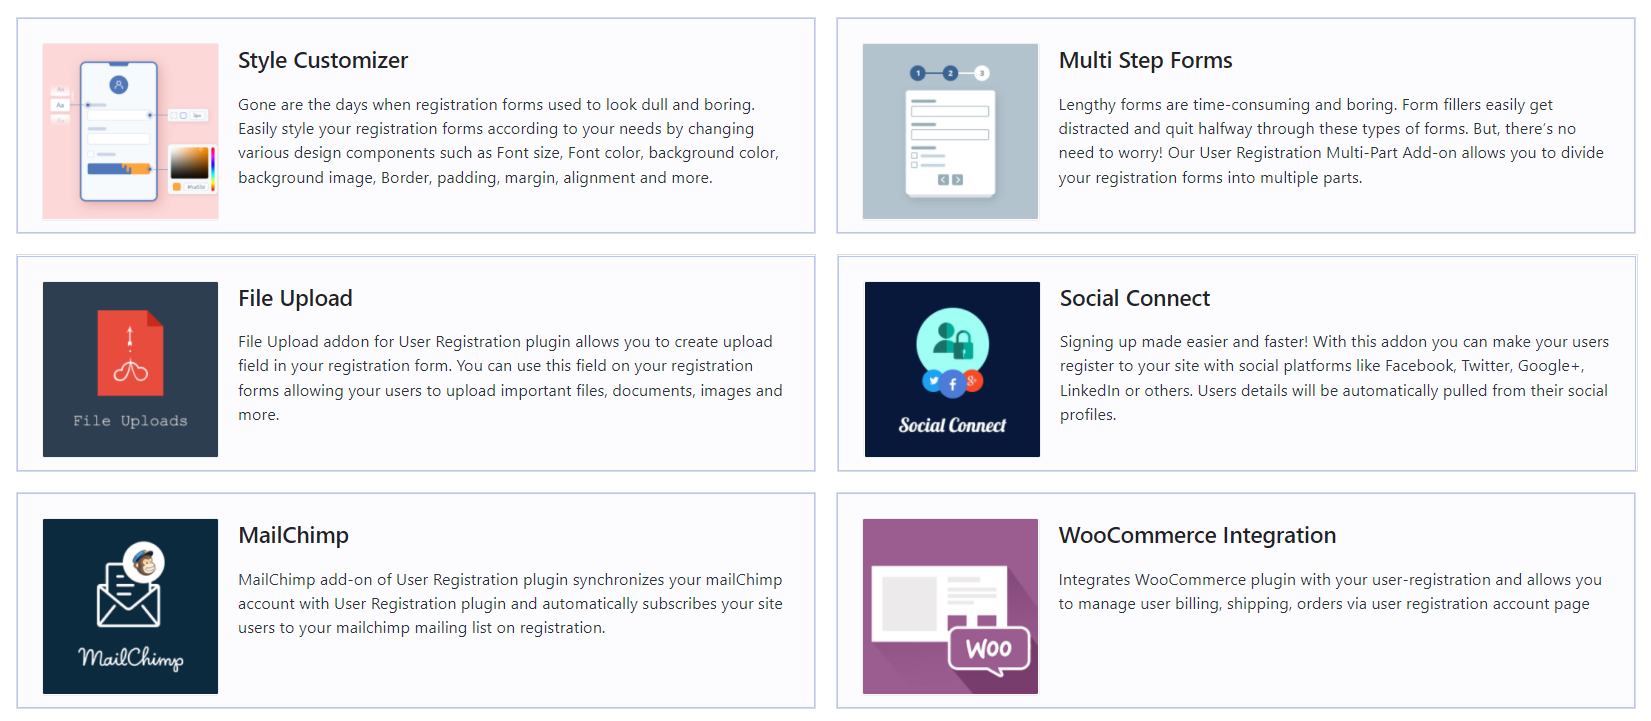 Style Customizer
Gone are the days when registration forms used to look dull and boring.
Easily style your registration forms according to your needs by changing
various design components such as Font size, Font color, background color,
background image, Border, padding, margin, alignment and more.
Aa
Aa
Multi Step Forms
Lengthy forms are time-consuming and boring. Form fillers easily get
distracted and quit halfway through these types of forms. But, there's no
need to worry! Our User Registration Multi-Part Add-on allows you to divide
your registration forms into multiple parts.
1 2 3
File Upload
File Upload addon for User Registration plugin allows you to create upload
field in your registration form. You can use this field on your registration
forms allowing your users to upload important files, documents, images and
more.
File Uploads
Social Connect
Signing up made easier and faster! With this addon you can make your users
register to your site with social platforms like Facebook, Twitter, Google+,
LinkedIn or others. Users details will be automatically pulled from their social
profiles.
Social Connect
MailChimp
MailChimp add-on of User Registration plugin synchronizes your mailChimp
account with User Registration plugin and automatically subscribes your site
users to your mailchimp mailing list on registration.
MailChimp
WooCommerce Integration
Integrates WooCommerce plugin with your user-registration and allows you
to manage user billing, shipping, orders via user registration account page
Woo